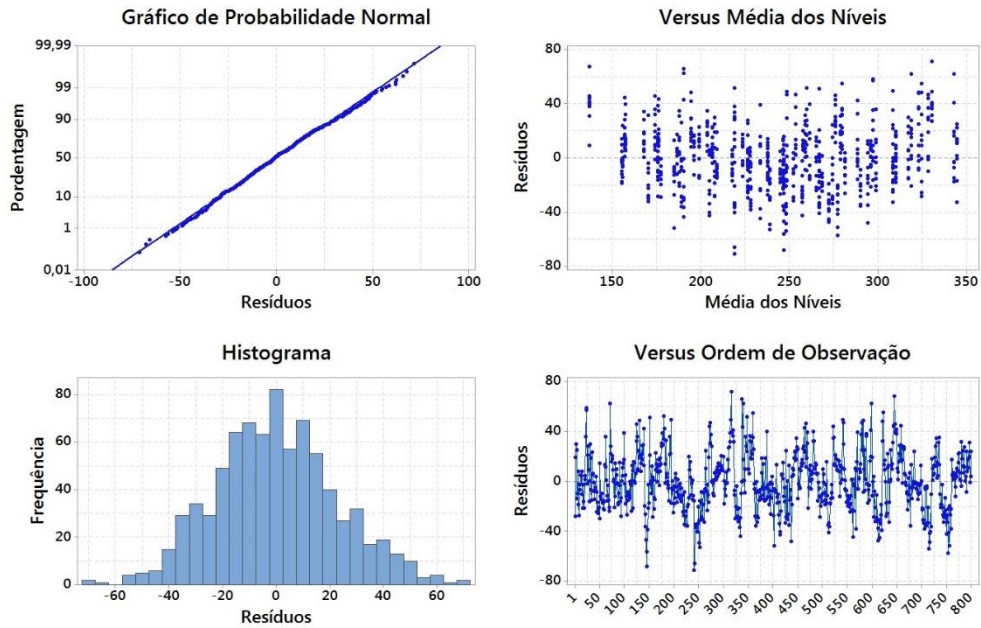 Gráfico de Probabilidade Normal
99,99
99
90
50
10
1
0,01
Pordentagem
-100 -50 0 50 100
Resíduos
Versus Média dos Níveis
80
40
0
-40
-80
Resíduos
150 200 250 300 350
Média dos Níveis
Histograma
80
60
40
20
0
Frequência
-60 -40 -20 0 20 40 60
Resíduos
Versus Ordem de Observação
80
40
0
-40
-80
Resíduos
1 50 100 150 200 250 300 350 400 450 500 550 600 650 700 750 800